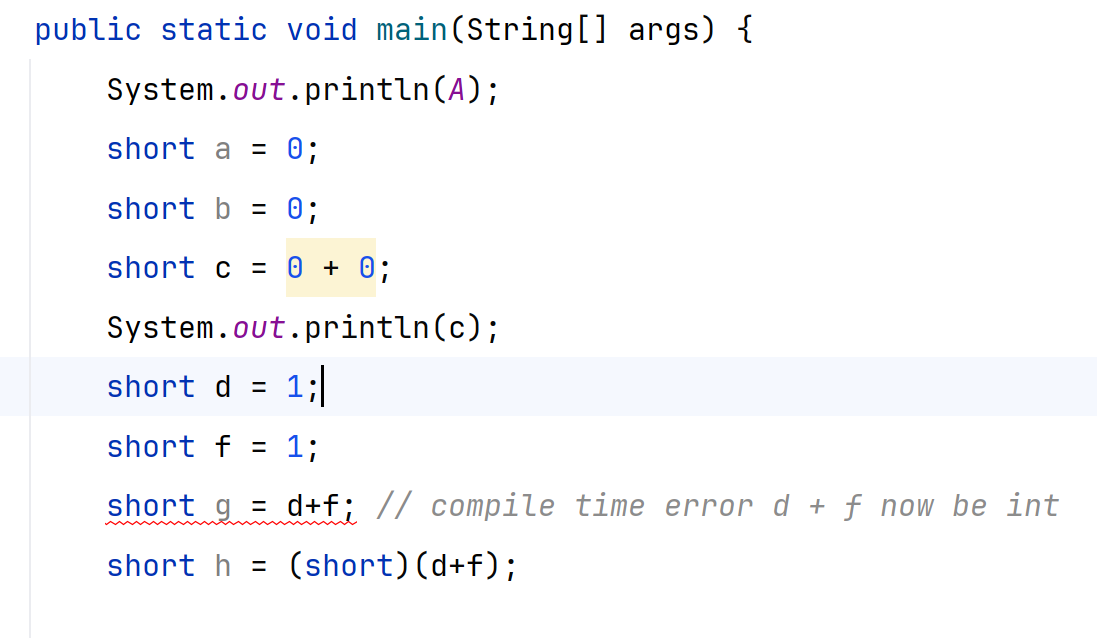 public static void main(String[] args) {
System.out.println(A);
short a = 0;
short b = 0;
short c = 0 + 0;
System.out.println(c);
short d = 1;
short f = 1;
short g = d+f; // compile time error d + f now be int
short h = (short)(d+f);